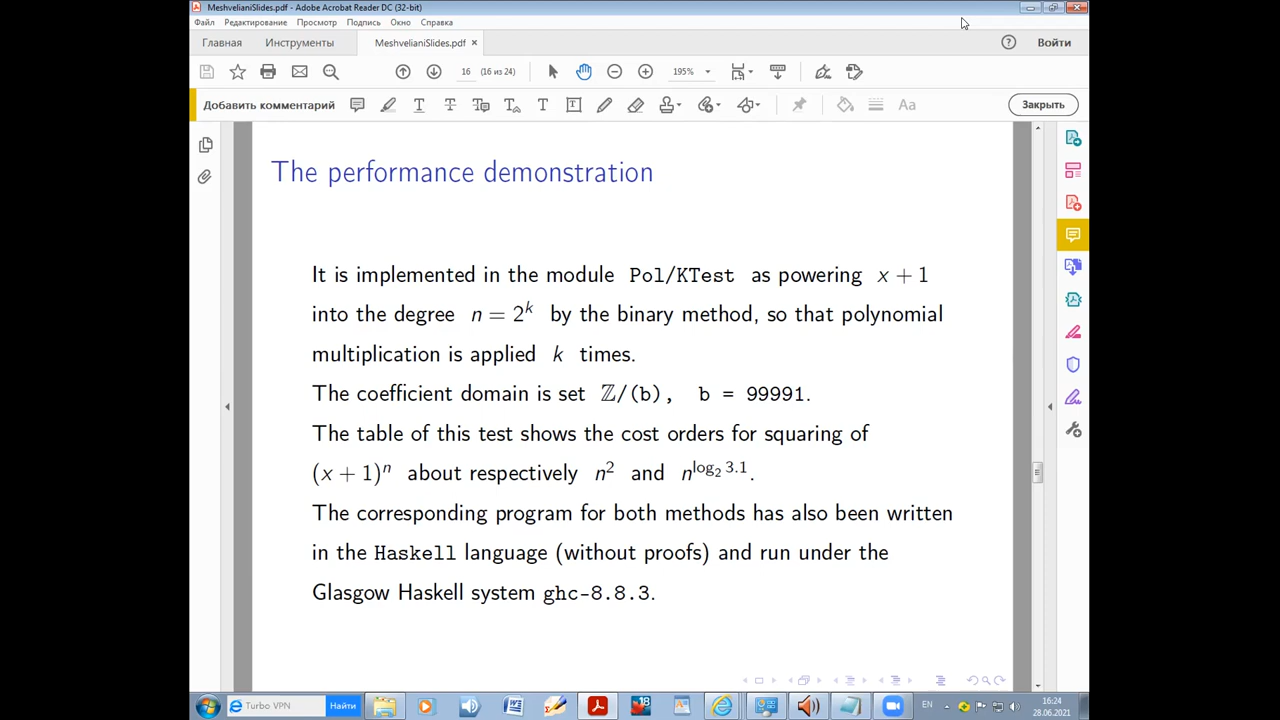 MeshvelianiSlides.pdf - Adobe Acrobat Reader DC (32-bit)
Файл Редактирование Просмотр Подпись Окно Справка
Главная Инструменты MeshvelianiSlides.pdf × Войти
16 (16 из 24) 195%
Добавить комментарий Aa Закрыть
The performance demonstration
It is implemented in the module Pol/KTest as powering x + 1
into the degree n = 2^k by the binary method, so that polynomial
multiplication is applied k times.
The coefficient domain is set ℤ/(b), b = 99991.
The table of this test shows the cost orders for squaring of
(x + 1)^n about respectively n^2 and n^{log_2 3.1}.
The corresponding program for both methods has also been written
in the Haskell language (without proofs) and run under the
Glasgow Haskell system ghc-8.8.3.
Turbo VPN Найти EN 16:24
28.06.2021